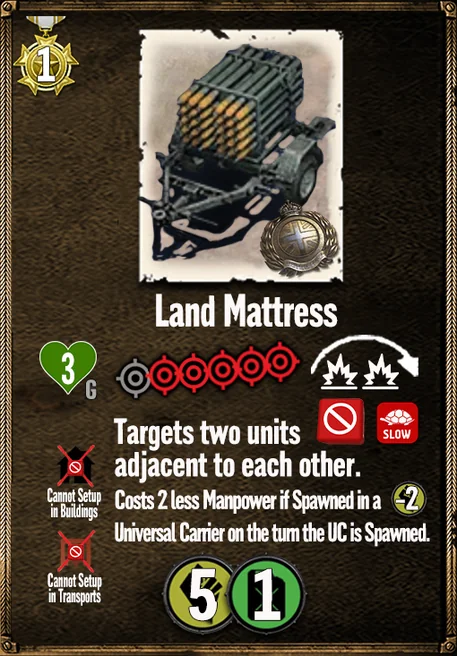 1
Land Mattress
3
G
SLOW
Targets two units
adjacent to each other.
Cannot Setup
in Buildings
Costs 2 less Manpower if Spawned in a -2
Universal Carrier on the turn the UC is Spawned.
Cannot Setup
in Transports
5 1